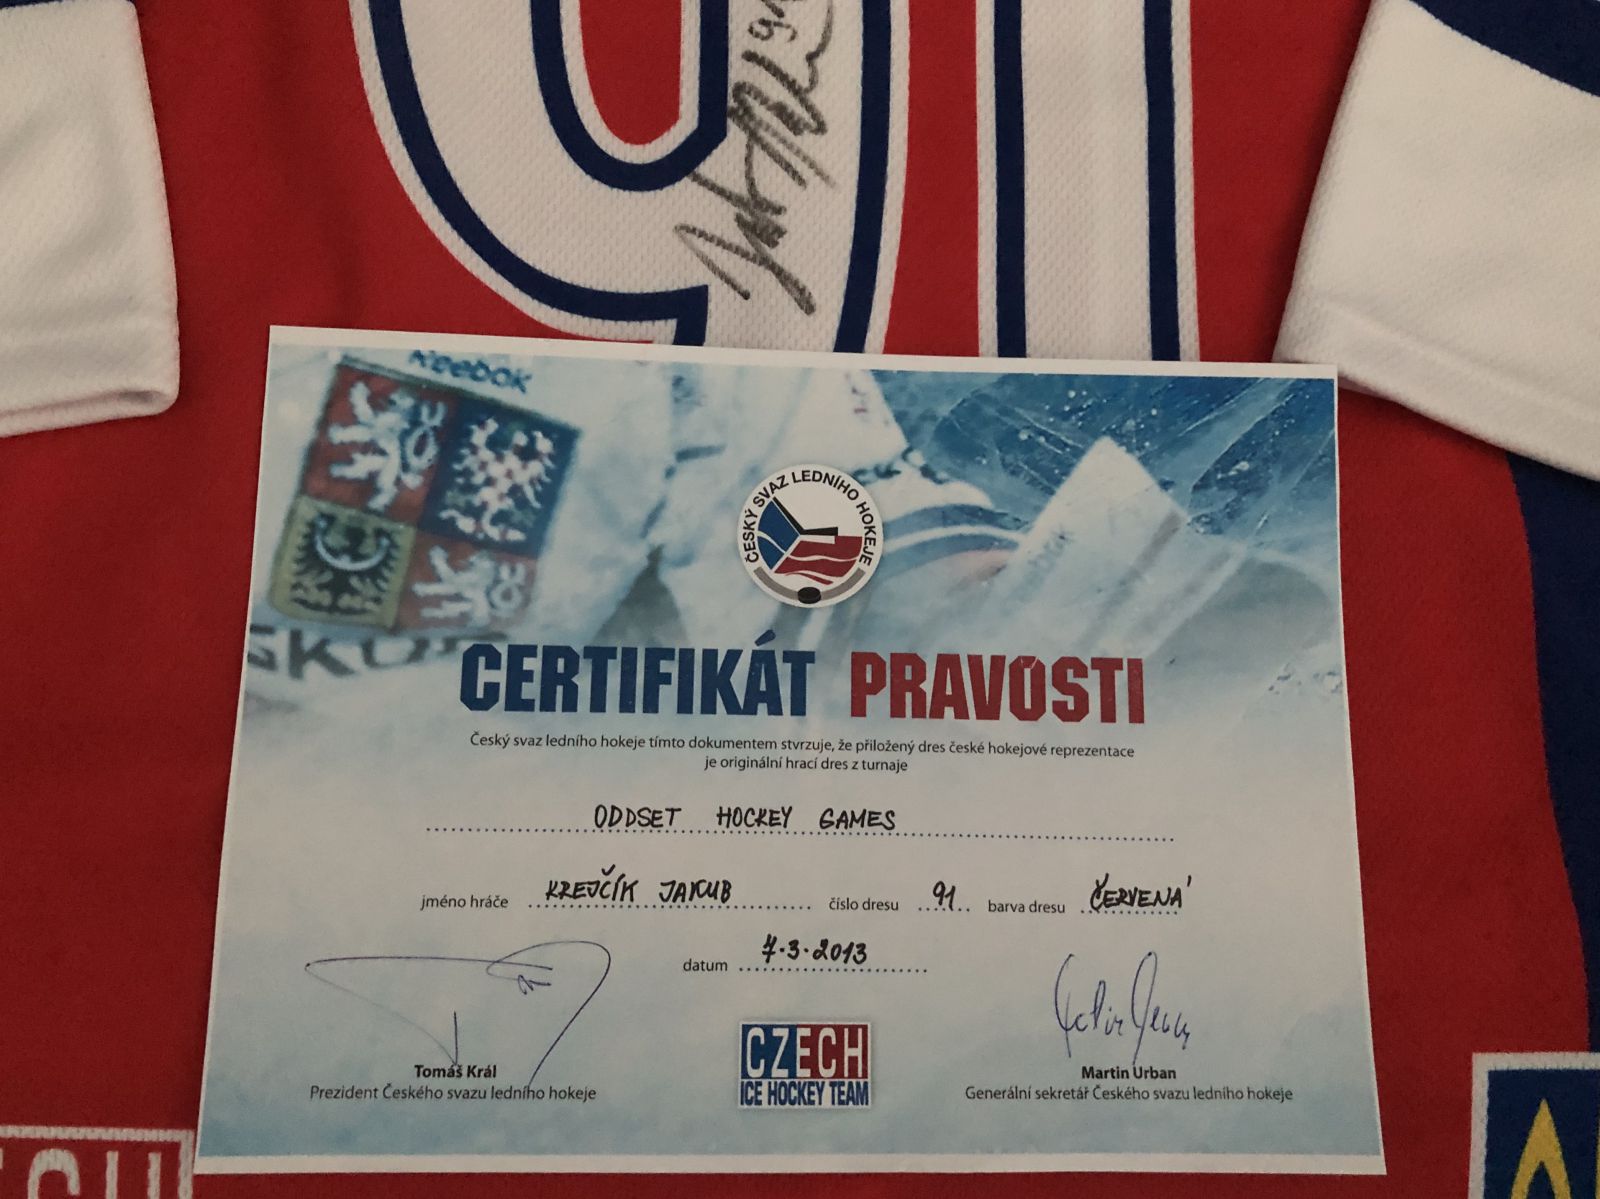 91
Reebok
ČESKÝ SVAZ LEDNÍHO HOKEJE
CERTIFIKÁT PRAVOSTI
Český svaz ledního hokeje tímto dokumentem stvrzuje, že přiložený dres české hokejové reprezentace
je originální hrací dres z turnaje
ODDSET HOCKEY GAMES
jméno hráče KREJČÍK JAKUB číslo dresu 91 barva dresu ČERVENÁ
datum 7.3.2013
Tomáš Král
Prezident Českého svazu ledního hokeje
CZECH
ICE HOCKEY TEAM
Martin Urban
Generální sekretář Českého svazu ledního hokeje